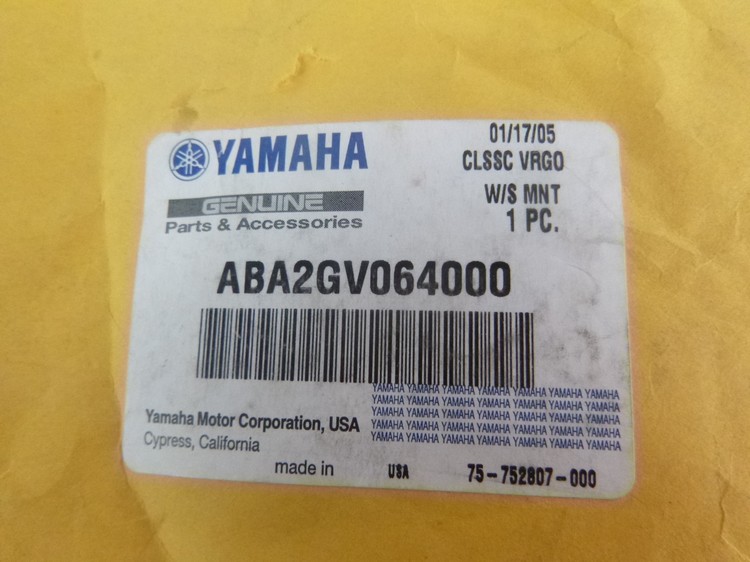 YAMAHA
GENUINE
Parts & Accessories
01/17/05
CLSSC VRGO
W/S MNT
1 PC.
ABA2GV064000
YAMAHA YAMAHA YAMAHA YAMAHA YAMAHA YAMAHA YAMAHA
YAMAHA YAMAHA YAMAHA YAMAHA YAMAHA YAMAHA YAMAHA
YAMAHA YAMAHA YAMAHA YAMAHA YAMAHA YAMAHA YAMAHA
YAMAHA YAMAHA YAMAHA YAMAHA YAMAHA YAMAHA YAMAHA
YAMAHA YAMAHA YAMAHA YAMAHA YAMAHA YAMAHA YAMAHA
Yamaha Motor Corporation, USA
Cypress, California
made in USA 75-752807-000